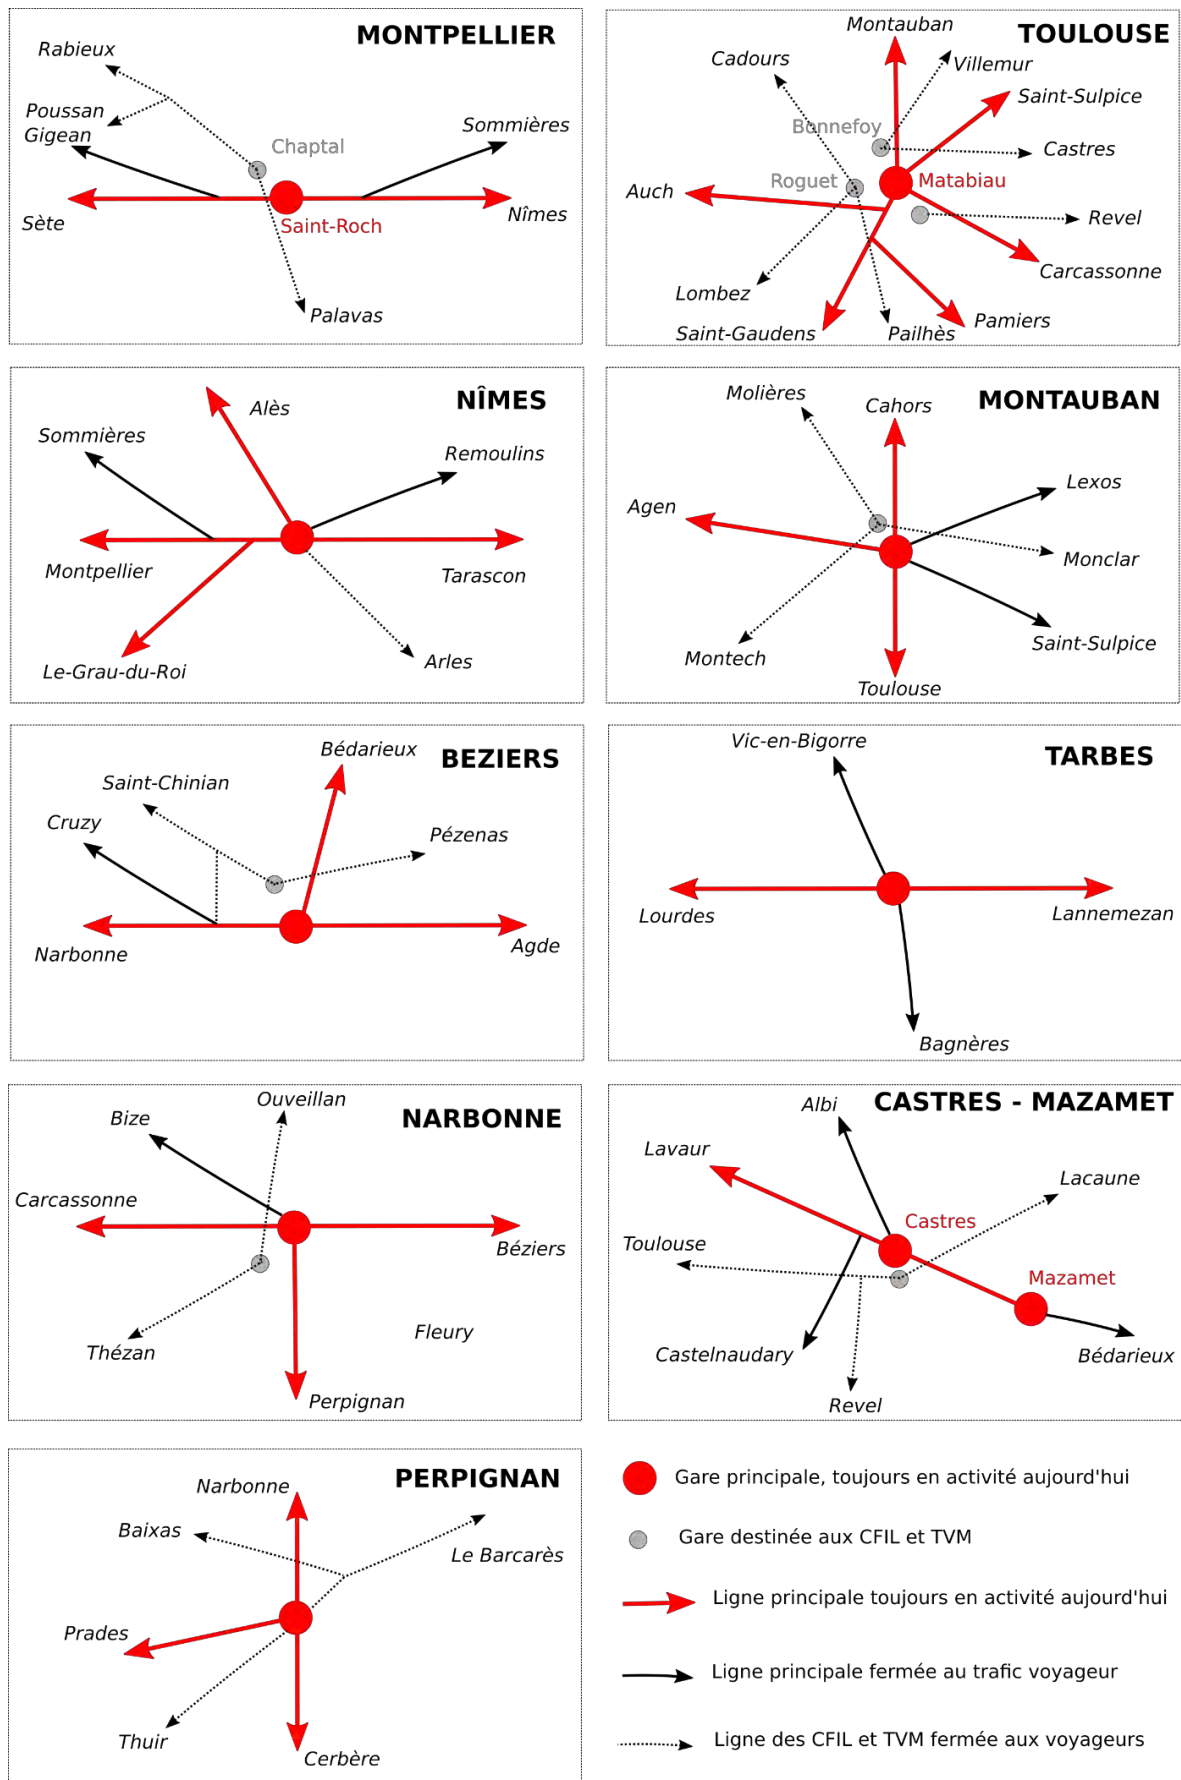 MONTPELLIER
Rabieux
Poussan
Gigean
Chaptal
Sommières
Sète
Saint-Roch
Nîmes
Palavas
TOULOUSE
Montauban
Cadours
Villemur
Saint-Sulpice
Bonnefoy
Castres
Roguet
Matabiau
Auch
Revel
Carcassonne
Lombez
Saint-Gaudens
Pailhès
Pamiers
NÎMES
Alès
Sommières
Remoulins
Montpellier
Tarascon
Le-Grau-du-Roi
Arles
MONTAUBAN
Molières
Cahors
Lexos
Agen
Monclar
Montech
Saint-Sulpice
Toulouse
BEZIERS
Bédarieux
Saint-Chinian
Cruzy
Pézenas
Narbonne
Agde
TARBES
Vic-en-Bigorre
Lourdes
Lannemezan
Bagnères
NARBONNE
Ouveillan
Bize
Carcassonne
Béziers
Thézan
Fleury
Perpignan
CASTRES - MAZAMET
Albi
Lavaur
Lacaune
Castres
Toulouse
Mazamet
Castelnaudary
Bédarieux
Revel
PERPIGNAN
Narbonne
Baixas
Le Barcarès
Prades
Thuir
Cerbère
Gare principale, toujours en activité aujourd'hui
Gare destinée aux CFIL et TVM
Ligne principale toujours en activité aujourd'hui
Ligne principale fermée au trafic voyageur
Ligne des CFIL et TVM fermée aux voyageurs